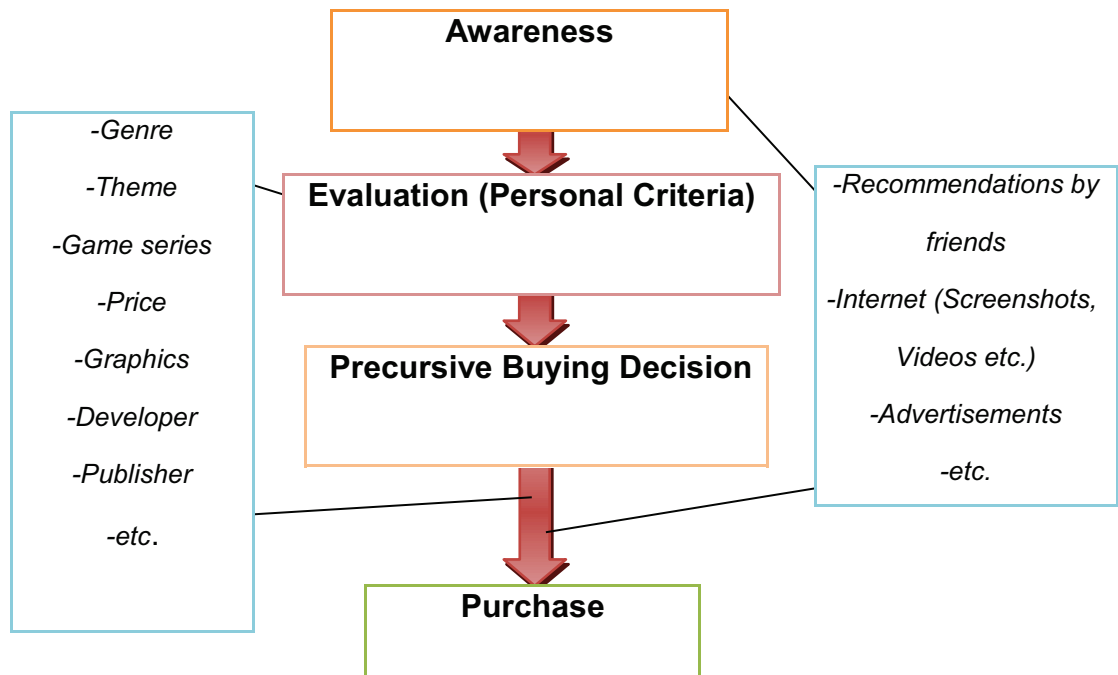 Awareness
-Genre
-Theme
-Game series
-Price
-Graphics
-Developer
-Publisher
-etc.
Evaluation (Personal Criteria)
-Recommendations by
friends
-Internet (Screenshots,
Videos etc.)
-Advertisements
-etc.
Precursive Buying Decision
Purchase